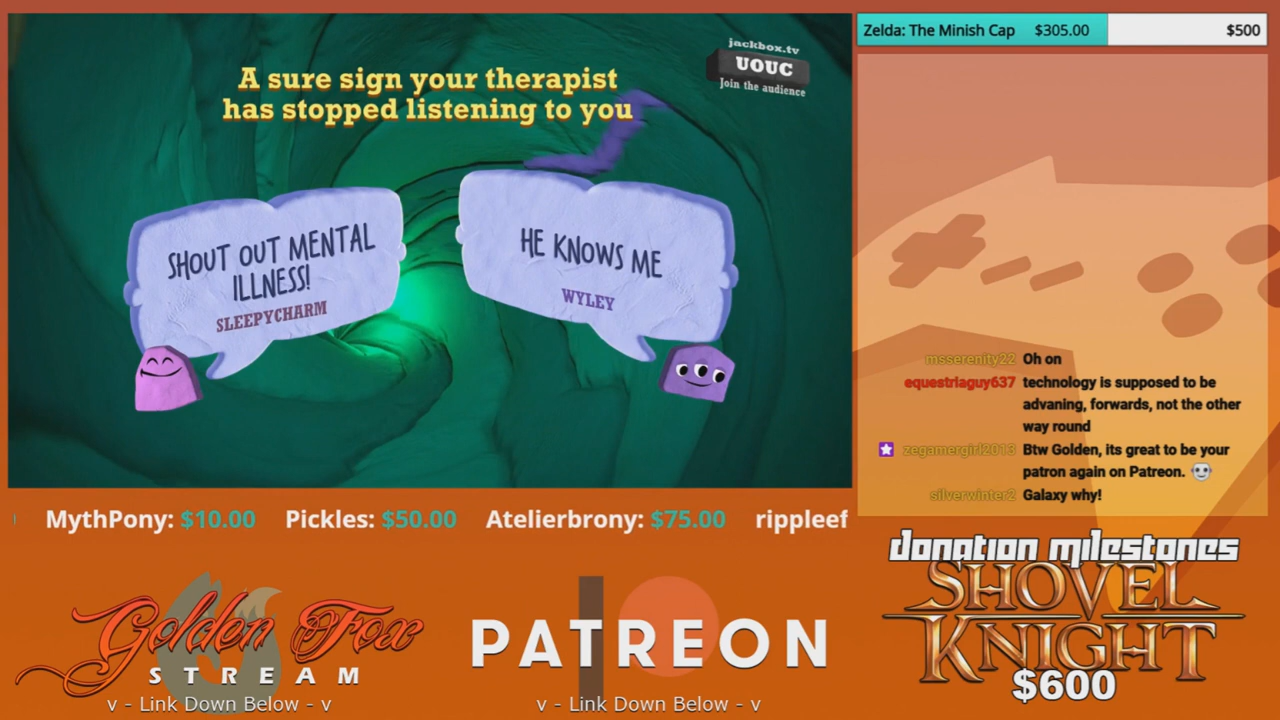 jackbox.tv
UOUC
Join the audience
A sure sign your therapist
has stopped listening to you
SHOUT OUT MENTAL
ILLNESS!
SLEEPYCHARM
HE KNOWS ME
WYLEY
Zelda: The Minish Cap $305.00 $500
msserenity22 Oh on
equestriaguy637 technology is supposed to be
advaning, forwards, not the other
way round
zegamergirl2013 Btw Golden, its great to be your
patron again on Patreon.
silverwinter2 Galaxy why!
MythPony: $10.00 Pickles: $50.00 Atelierbrony: $75.00 rippleef
Golden Fox
STREAM
v - Link Down Below - v
PATREON
v - Link Down Below - v
Donation Milestones
SHOVEL
KNIGHT
$600